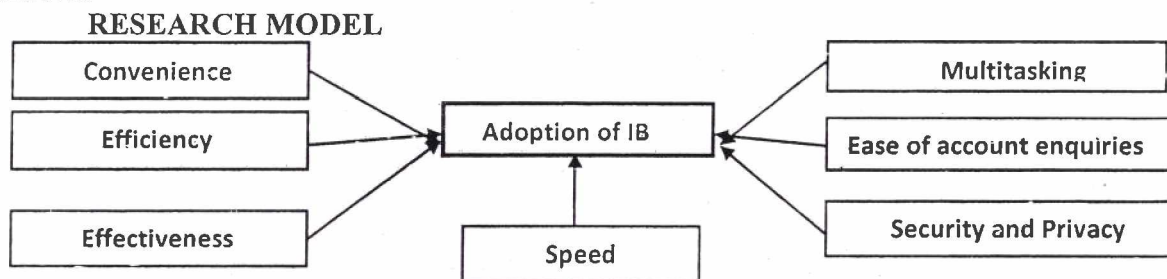 RESEARCH MODEL
Convenience
Efficiency
Effectiveness
Adoption of IB
Speed
Multitasking
Ease of account enquiries
Security and Privacy